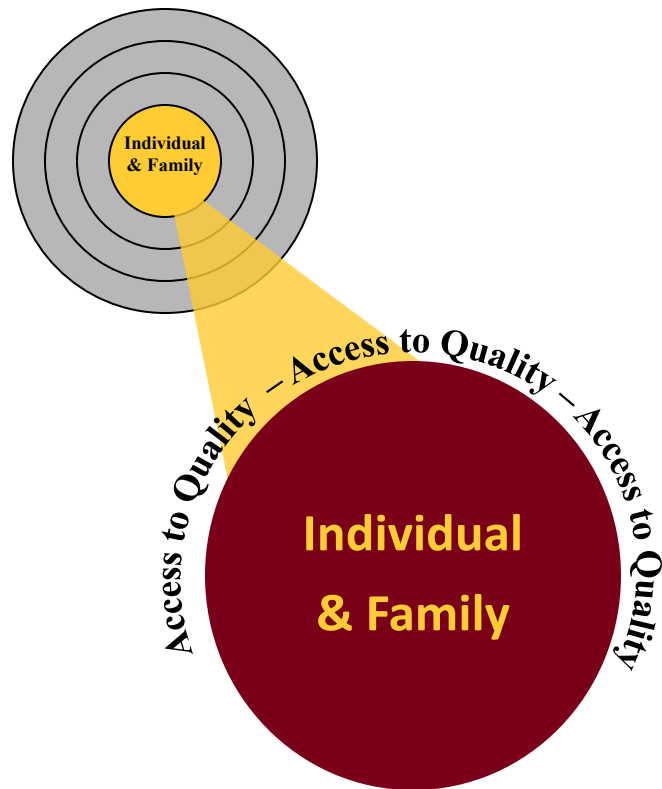 Individual
& Family
Access to Quality – Access to Quality – Access to Quality
Individual
& Family